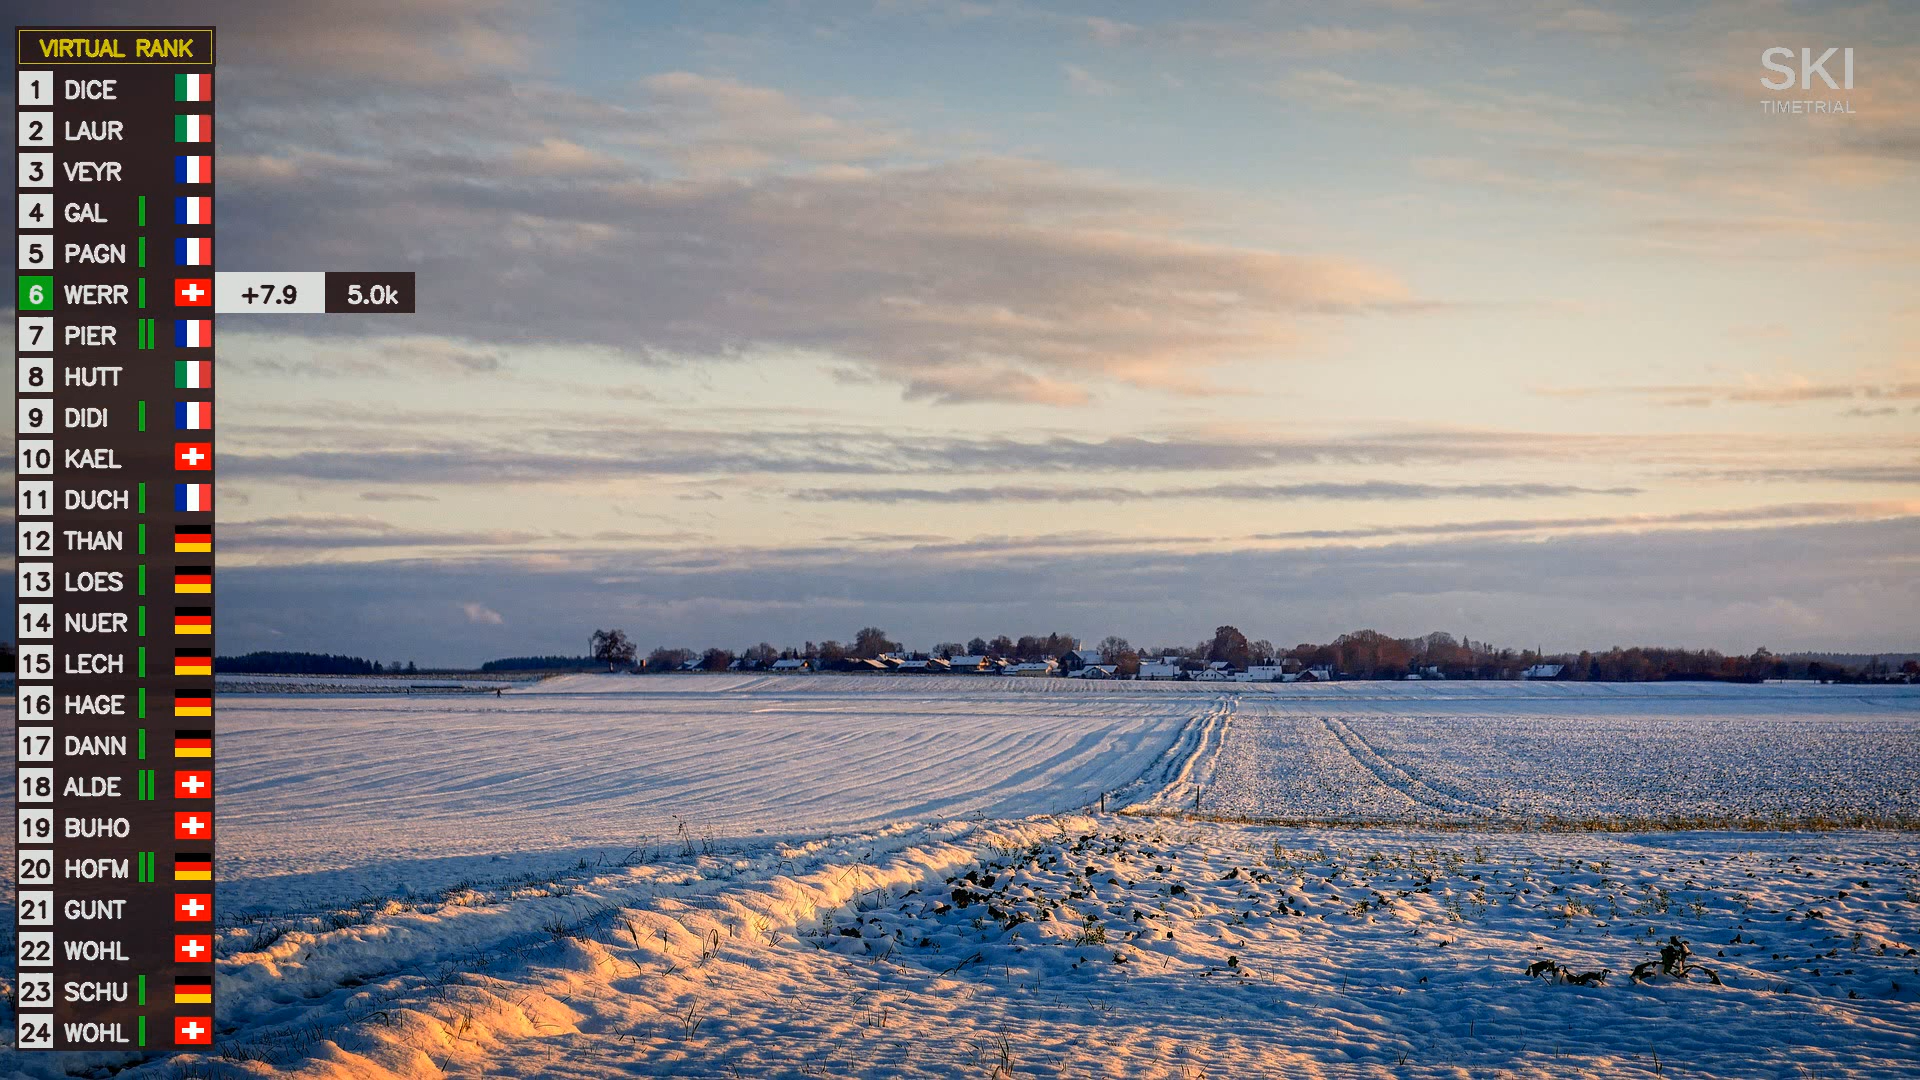 VIRTUAL RANK
1 DICE
2 LAUR
3 VEYR
4 GAL
5 PAGN
6 WERR +7.9 5.0k
7 PIER
8 HUTT
9 DIDI
10 KAEL
11 DUCH
12 THAN
13 LOES
14 NUER
15 LECH
16 HAGE
17 DANN
18 ALDE
19 BUHO
20 HOFM
21 GUNT
22 WOHL
23 SCHU
24 WOHL
SKI
TIMETRIAL